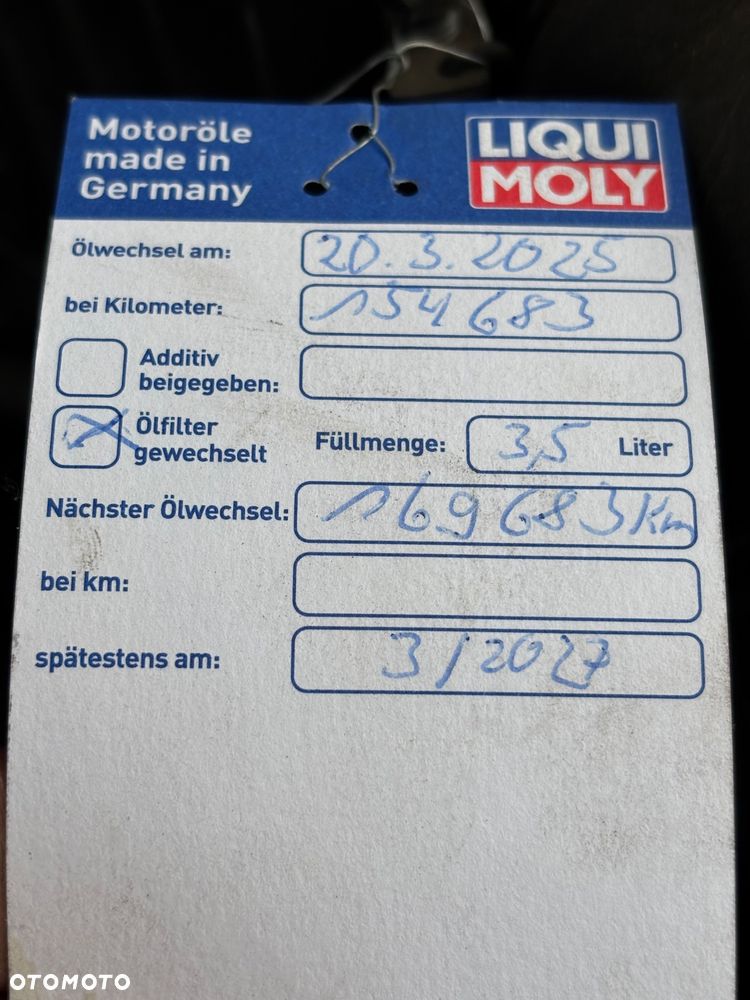 Motoröle
made in
Germany
LIQUI
MOLY
Ölwechsel am: 20.3.2025
bei Kilometer: 154683
Additiv
beigegeben:
Ölfilter
gewechselt
Füllmenge: 3,5 Liter
Nächster Ölwechsel: 169683 Km
bei km:
spätestens am: 3/2027
OTOMOTO